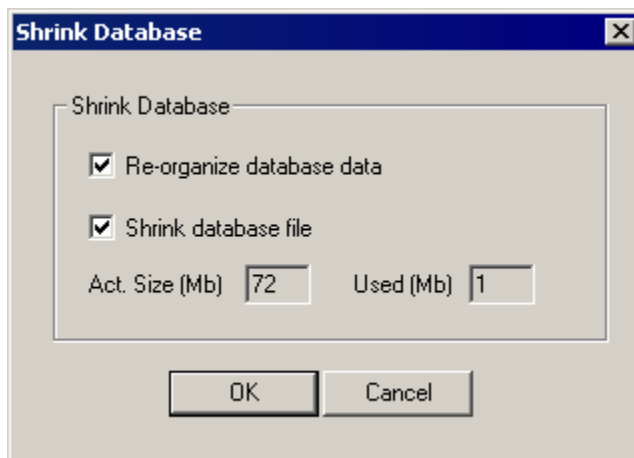 Shrink Database
Shrink Database
Re-organize database data
Shrink database file
Act. Size (Mb) 72 Used (Mb) 1
OK Cancel